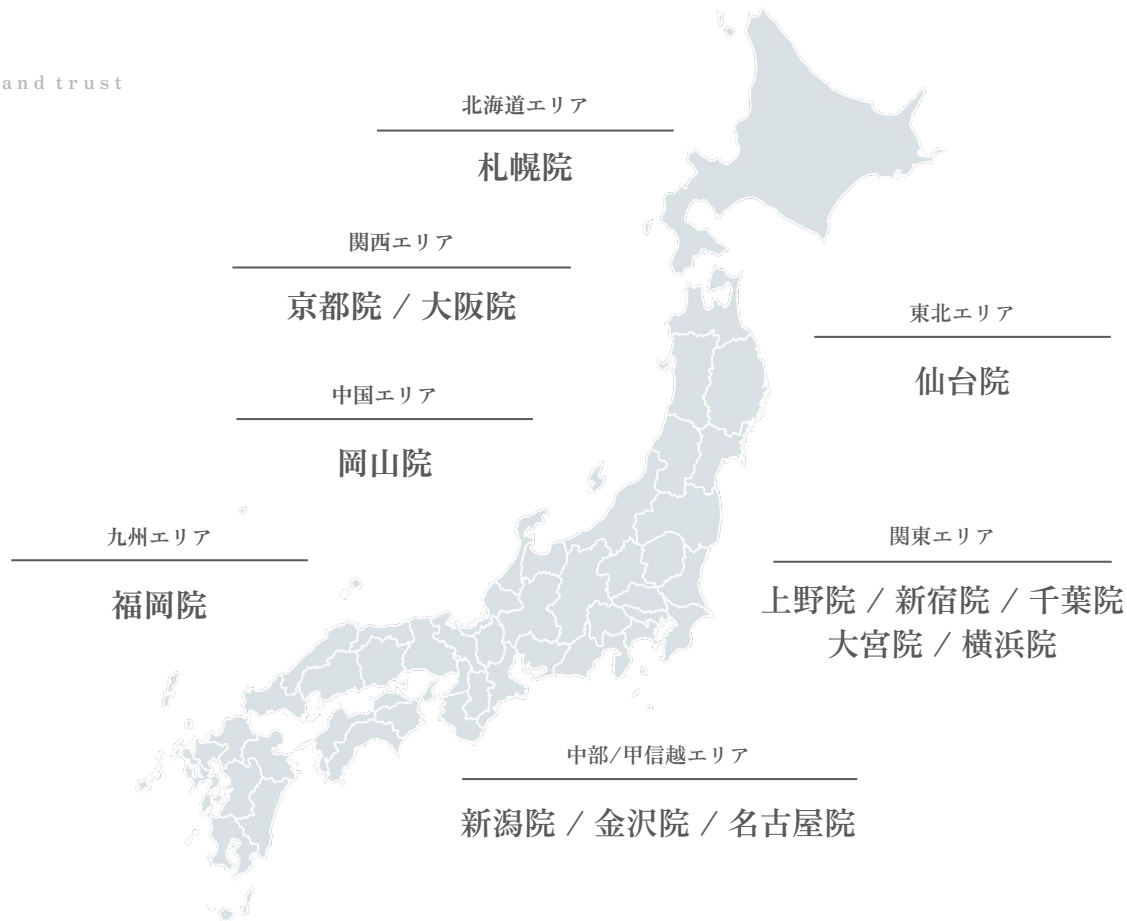 and trust
北海道エリア
札幌院
関西エリア
京都院 / 大阪院
東北エリア
仙台院
中国エリア
岡山院
九州エリア
福岡院
関東エリア
上野院 / 新宿院 / 千葉院
大宮院 / 横浜院
中部/甲信越エリア
新潟院 / 金沢院 / 名古屋院